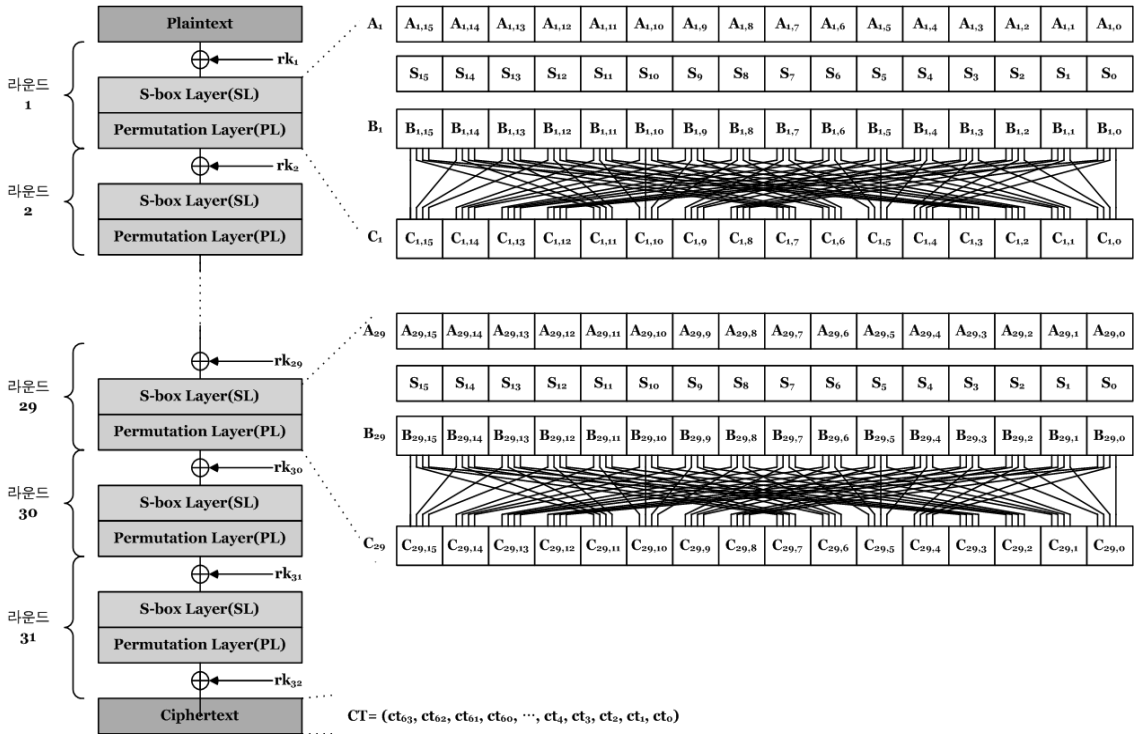 Plaintext
rk₁
라운드
1
S-box Layer(SL)
Permutation Layer(PL)
rk₂
라운드
2
S-box Layer(SL)
Permutation Layer(PL)
rk₂₉
라운드
29
S-box Layer(SL)
Permutation Layer(PL)
rk₃₀
라운드
30
S-box Layer(SL)
Permutation Layer(PL)
rk₃₁
라운드
31
S-box Layer(SL)
Permutation Layer(PL)
rk₃₂
Ciphertext
A₁ A₁,₁₅ A₁,₁₄ A₁,₁₃ A₁,₁₂ A₁,₁₁ A₁,₁₀ A₁,₉ A₁,₈ A₁,₇ A₁,₆ A₁,₅ A₁,₄ A₁,₃ A₁,₂ A₁,₁ A₁,₀
S₁₅ S₁₄ S₁₃ S₁₂ S₁₁ S₁₀ S₉ S₈ S₇ S₆ S₅ S₄ S₃ S₂ S₁ S₀
B₁ B₁,₁₅ B₁,₁₄ B₁,₁₃ B₁,₁₂ B₁,₁₁ B₁,₁₀ B₁,₉ B₁,₈ B₁,₇ B₁,₆ B₁,₅ B₁,₄ B₁,₃ B₁,₂ B₁,₁ B₁,₀
C₁ C₁,₁₅ C₁,₁₄ C₁,₁₃ C₁,₁₂ C₁,₁₁ C₁,₁₀ C₁,₉ C₁,₈ C₁,₇ C₁,₆ C₁,₅ C₁,₄ C₁,₃ C₁,₂ C₁,₁ C₁,₀
A₂₉ A₂₉,₁₅ A₂₉,₁₄ A₂₉,₁₃ A₂₉,₁₂ A₂₉,₁₁ A₂₉,₁₀ A₂₉,₉ A₂₉,₈ A₂₉,₇ A₂₉,₆ A₂₉,₅ A₂₉,₄ A₂₉,₃ A₂₉,₂ A₂₉,₁ A₂₉,₀
S₁₅ S₁₄ S₁₃ S₁₂ S₁₁ S₁₀ S₉ S₈ S₇ S₆ S₅ S₄ S₃ S₂ S₁ S₀
B₂₉ B₂₉,₁₅ B₂₉,₁₄ B₂₉,₁₃ B₂₉,₁₂ B₂₉,₁₁ B₂₉,₁₀ B₂₉,₉ B₂₉,₈ B₂₉,₇ B₂₉,₆ B₂₉,₅ B₂₉,₄ B₂₉,₃ B₂₉,₂ B₂₉,₁ B₂₉,₀
C₂₉ C₂₉,₁₅ C₂₉,₁₄ C₂₉,₁₃ C₂₉,₁₂ C₂₉,₁₁ C₂₉,₁₀ C₂₉,₉ C₂₉,₈ C₂₉,₇ C₂₉,₆ C₂₉,₅ C₂₉,₄ C₂₉,₃ C₂₉,₂ C₂₉,₁ C₂₉,₀
CT= (ct₆₃, ct₆₂, ct₆₁, ct₆₀, ⋯, ct₄, ct₃, ct₂, ct₁, ct₀)